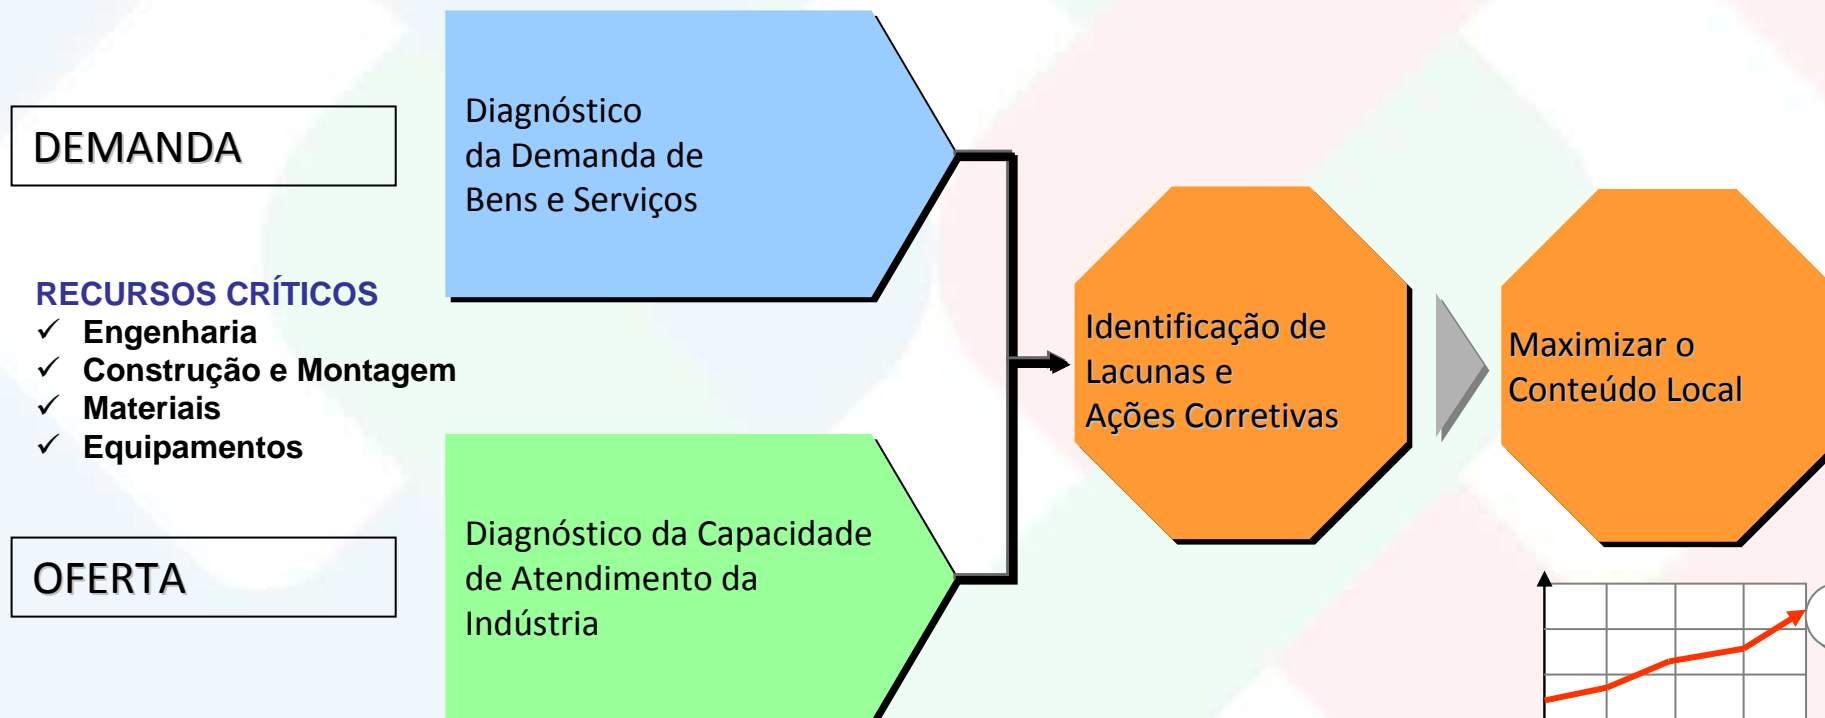 DEMANDA
Diagnóstico
da Demanda de
Bens e Serviços
RECURSOS CRÍTICOS
✓ Engenharia
✓ Construção e Montagem
✓ Materiais
✓ Equipamentos
OFERTA
Diagnóstico da Capacidade
de Atendimento da
Indústria
Identificação de
Lacunas e
Ações Corretivas
Maximizar o
Conteúdo Local